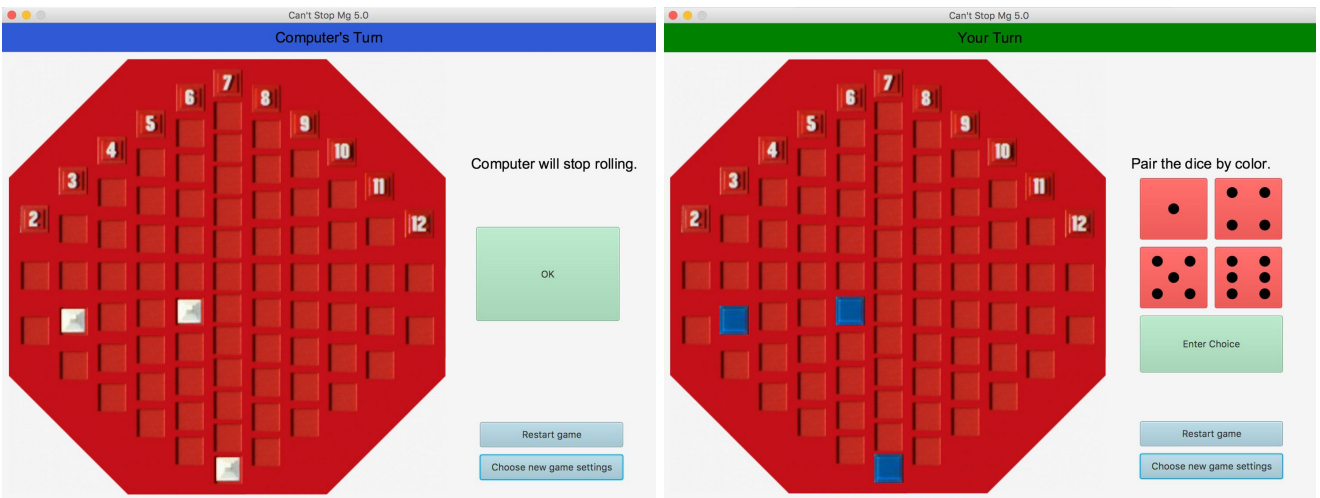 Can't Stop Mg 5.0
Computer's Turn
7
6
8
5
9
4
10
3
11
2
12
Computer will stop rolling.
OK
Restart game
Choose new game settings
Can't Stop Mg 5.0
Your Turn
7
6
8
5
9
4
10
3
11
2
12
Pair the dice by color.
Enter Choice
Restart game
Choose new game settings